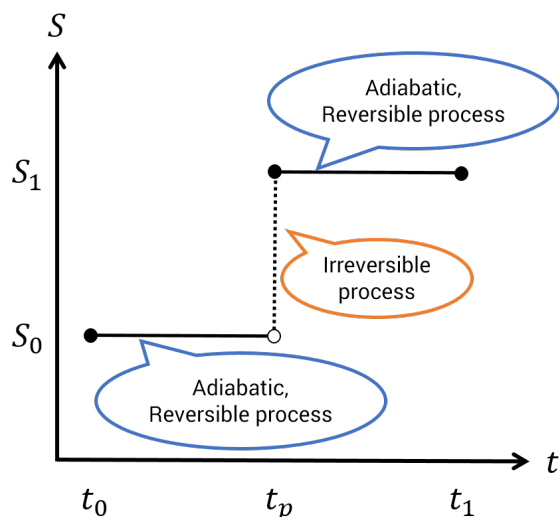 S
Adiabatic,
Reversible process
S₁
Irreversible
process
S₀
Adiabatic,
Reversible process
t
t₀ tₚ t₁